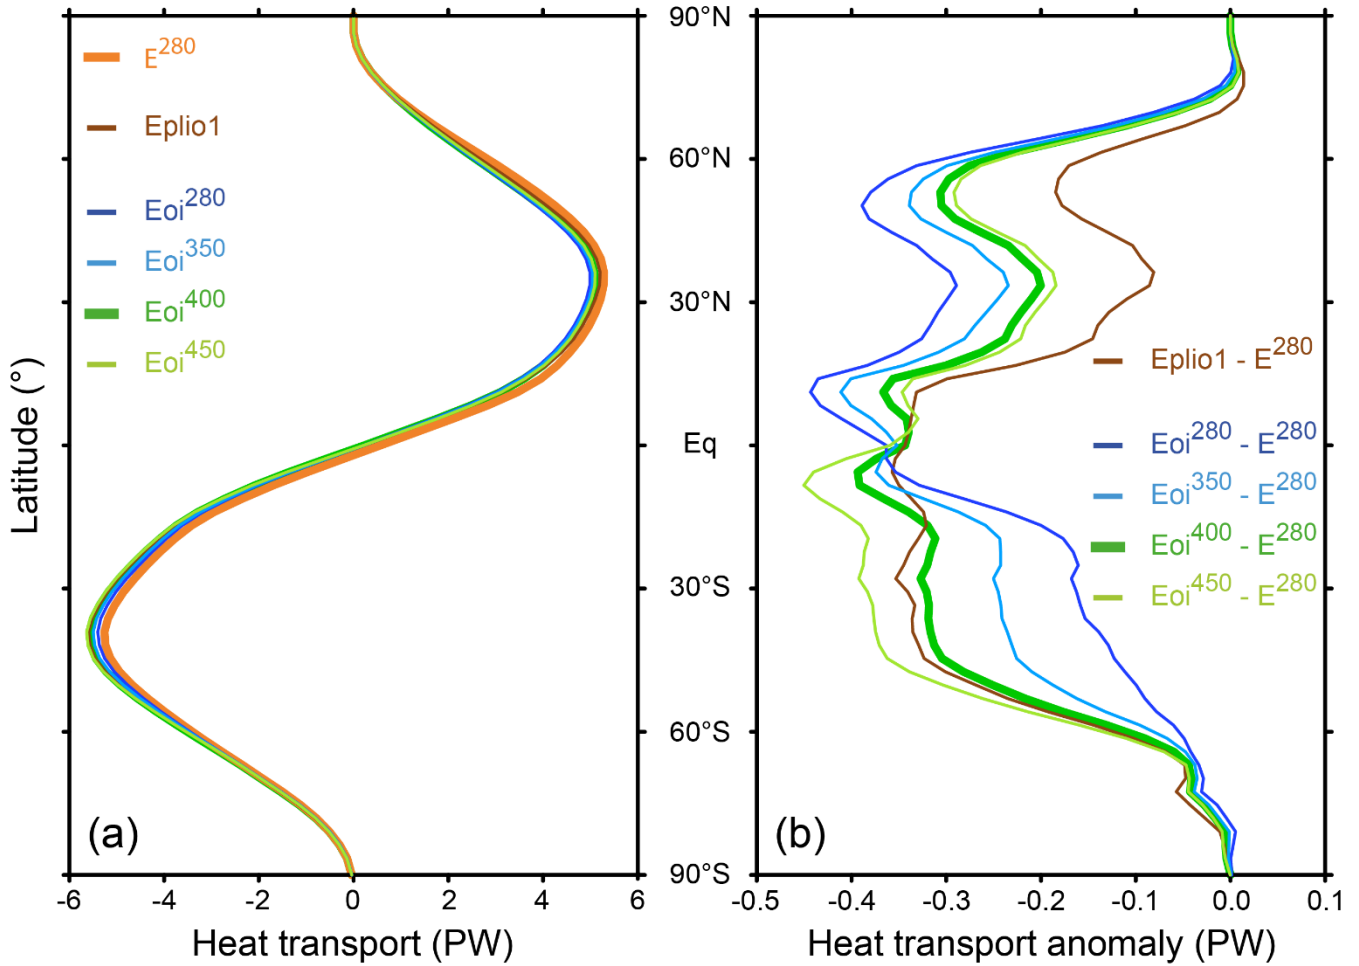 E²⁸⁰
Eplio1
Eoi²⁸⁰
Eoi³⁵⁰
Eoi⁴⁰⁰
Eoi⁴⁵⁰
(a)
Latitude (°)
-6 -4 -2 0 2 4 6
Heat transport (PW)
90°N
60°N
30°N
Eq
30°S
60°S
90°S
Eplio1 - E²⁸⁰
Eoi²⁸⁰ - E²⁸⁰
Eoi³⁵⁰ - E²⁸⁰
Eoi⁴⁰⁰ - E²⁸⁰
Eoi⁴⁵⁰ - E²⁸⁰
(b)
-0.5 -0.4 -0.3 -0.2 -0.1 0.0 0.1
Heat transport anomaly (PW)